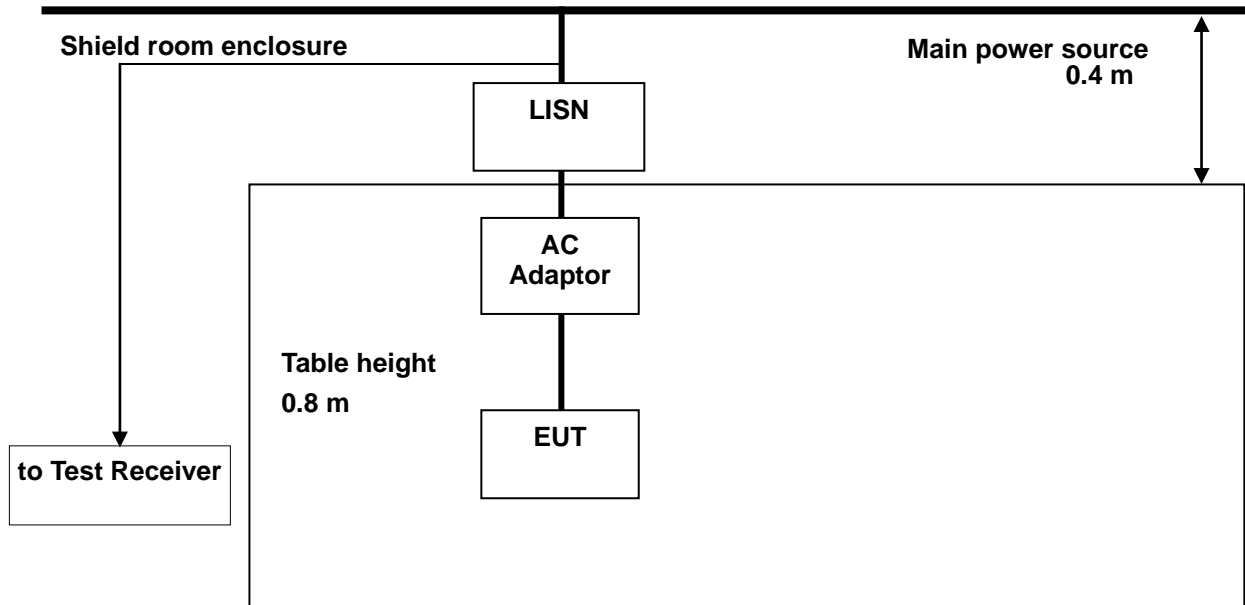 Shield room enclosure
Main power source
0.4 m
LISN
AC
Adaptor
Table height
0.8 m
EUT
to Test Receiver